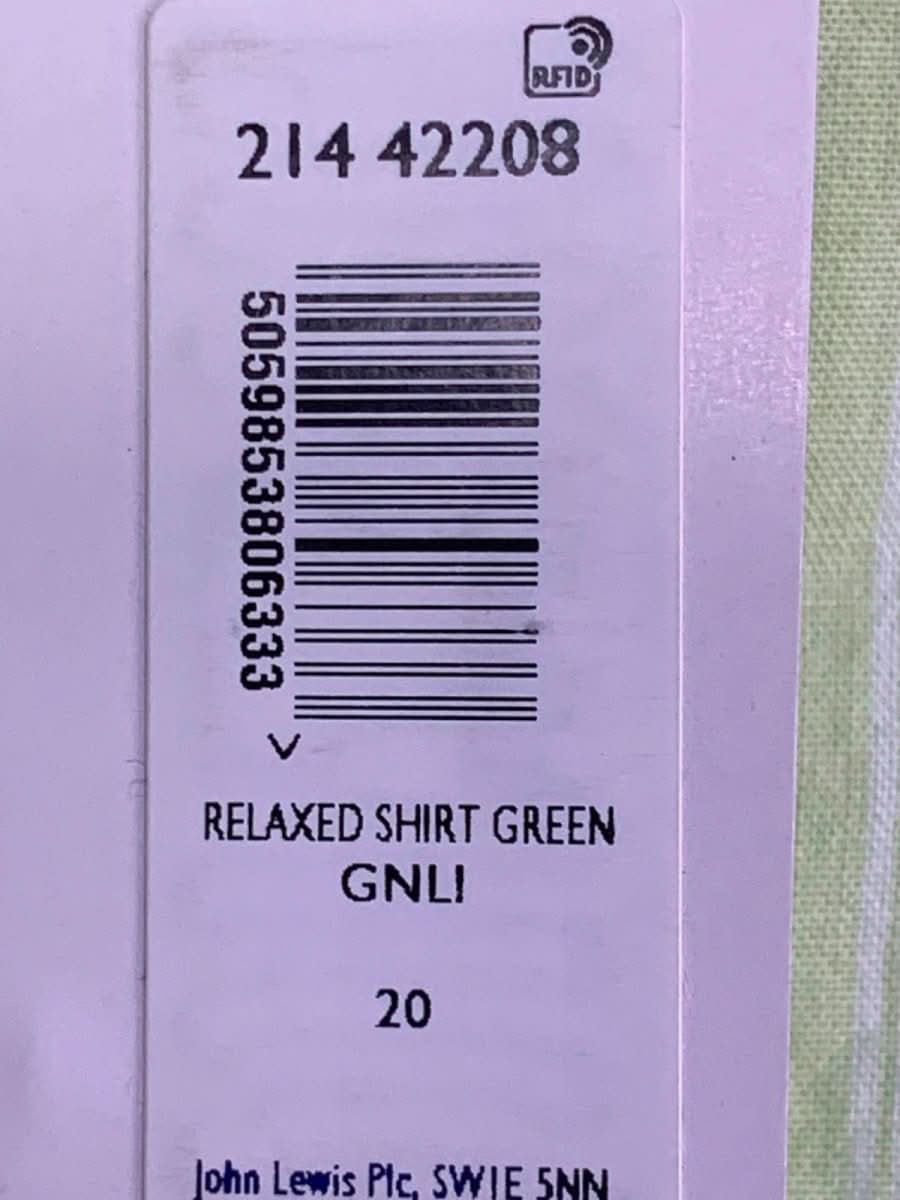 RFID
214 42208
5059853806333
>
RELAXED SHIRT GREEN
GNLI
20
John Lewis Plc, SW1E 5NN